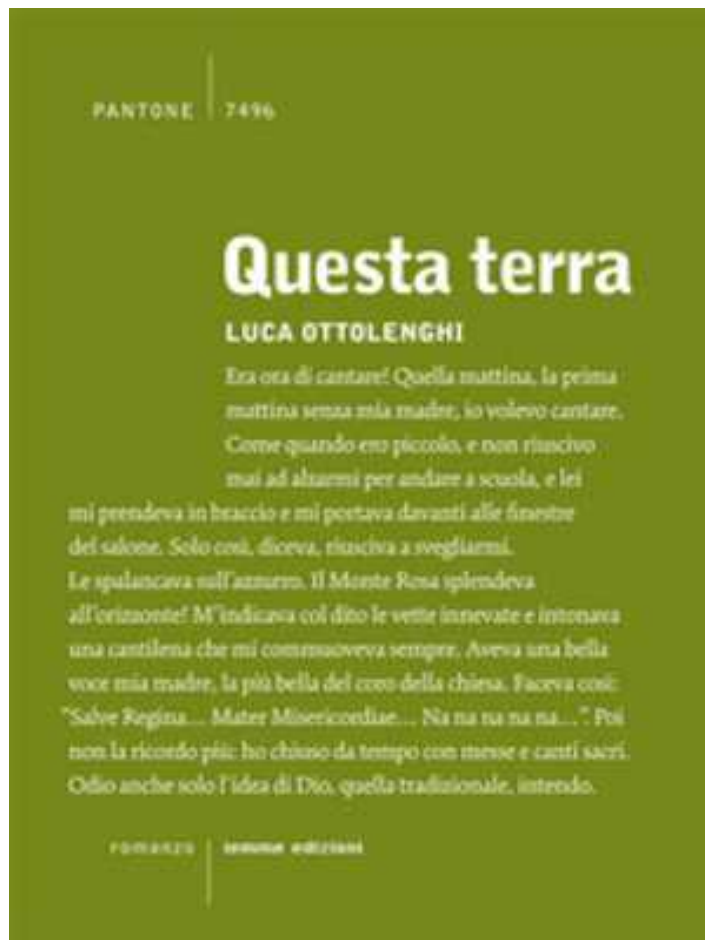 PANTONE 7496
Questa terra
LUCA OTTOLENGHI
Era ora di cantare! Quella mattina, la prima
mattina senza mia madre, io volevo cantare.
Come quando ero piccolo, e non riuscivo
mai ad alzarmi per andare a scuola, e lei
mi prendeva in braccio e mi portava davanti alle finestre
del salone. Solo così, diceva, riusciva a svegliarmi.
Le spalancava sull'azzurro. Il Monte Rosa splendeva
all'orizzonte! M'indicava col dito le vette innevate e intonava
una cantilena che mi commuoveva sempre. Aveva una bella
voce mia madre, la più bella del coro della chiesa. Faceva così:
"Salve Regina... Mater Misericordiae... Na na na na na...". Poi
non la ricordo più: ho chiuso da tempo con messe e canti sacri.
Odio anche solo l'idea di Dio, quella tradizionale, intendo.
romanzo edizioni